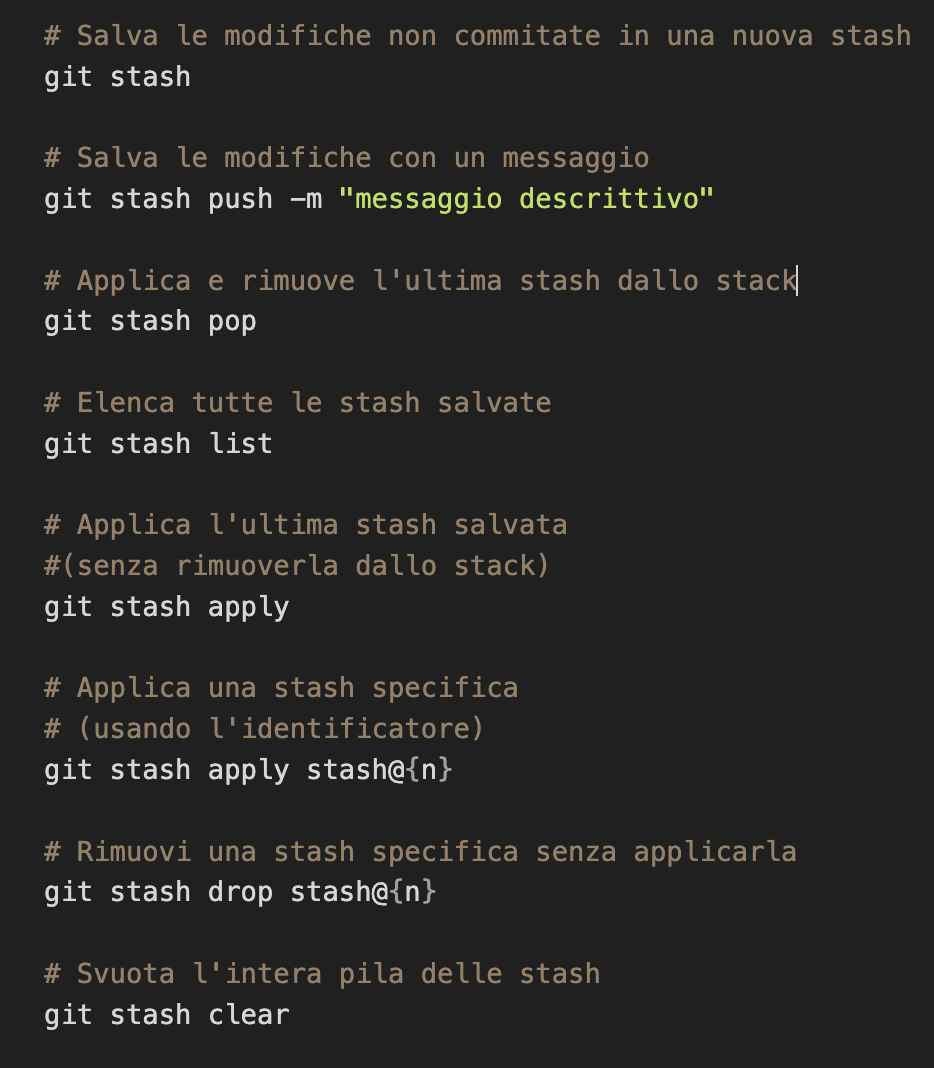 # Salva le modifiche non commitate in una nuova stash
git stash
# Salva le modifiche con un messaggio
git stash push -m "messaggio descrittivo"
# Applica e rimuove l'ultima stash dallo stack
git stash pop
# Elenca tutte le stash salvate
git stash list
# Applica l'ultima stash salvata
#(senza rimuoverla dallo stack)
git stash apply
# Applica una stash specifica
# (usando l'identificatore)
git stash apply stash@{n}
# Rimuovi una stash specifica senza applicarla
git stash drop stash@{n}
# Svuota l'intera pila delle stash
git stash clear